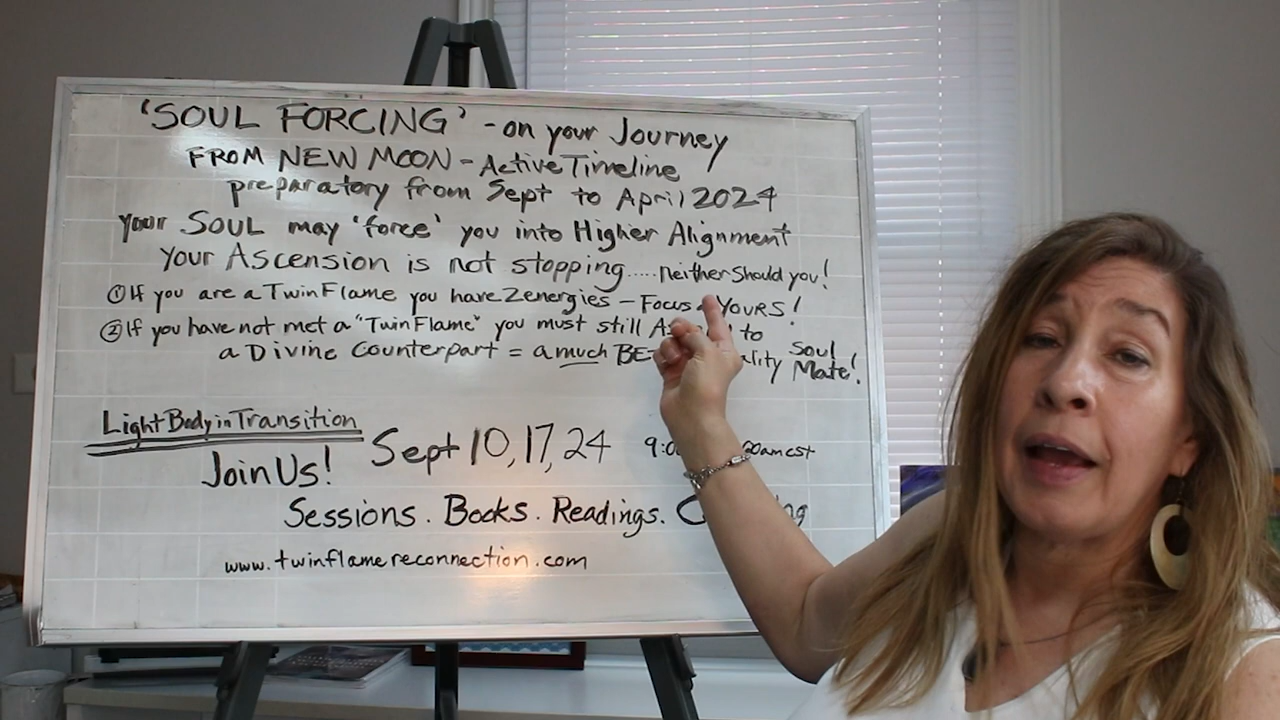 'SOUL FORCING' - on your Journey
FROM NEW MOON - Active Timeline
preparatory from Sept to April 2024
your SOUL may 'force' you into Higher Alignment
Your Ascension is not stopping.....neither should you!
① If you are a Twin Flame you have 2 energies - Focus YOURS!
② If you have not met a "Twin Flame" you must still to
a Divine Counterpart = a much Soul Mate!
Light Body in Transition
Join Us! Sept 10, 17, 24
Sessions. Books. Readings.
www.twinflamereconnection.com